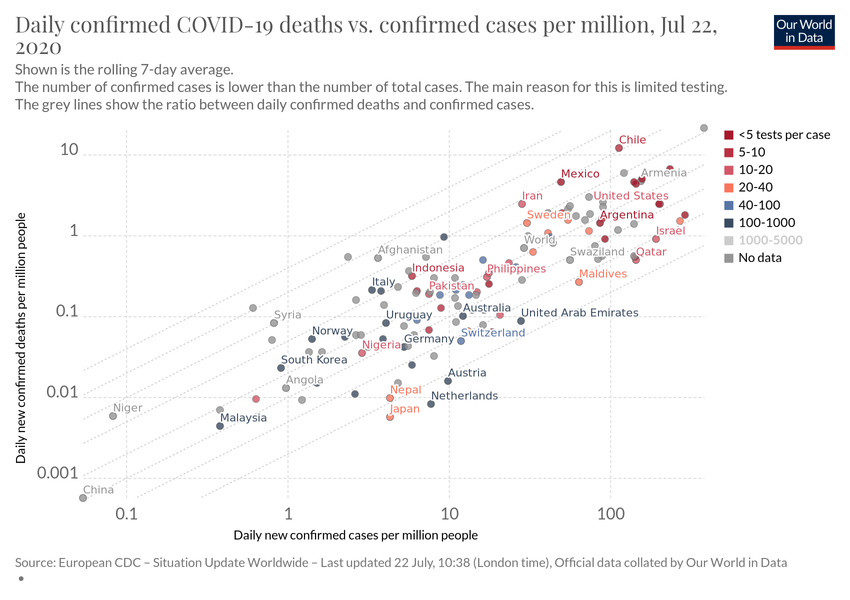 Daily confirmed COVID-19 deaths vs. confirmed cases per million, Jul 22,
2020
Our World
in Data
Shown is the rolling 7-day average.
The number of confirmed cases is lower than the number of total cases. The main reason for this is limited testing.
The grey lines show the ratio between daily confirmed deaths and confirmed cases.
<5 tests per case
5-10
10-20
20-40
40-100
100-1000
1000-5000
No data
Daily new confirmed deaths per million people
10
1
0.1
0.01
0.001
Chile
Mexico
Armenia
Iran
United States
Sweden
Argentina
World
Israel
Afghanistan
Swaziland
Qatar
Indonesia
Philippines
Maldives
Italy
Pakistan
Syria
Uruguay
Australia
United Arab Emirates
Norway
Germany
Switzerland
Nigeria
South Korea
Angola
Austria
Nepal
Netherlands
Niger
Malaysia
Japan
China
0.1
1
10
100
Daily new confirmed cases per million people
Source: European CDC – Situation Update Worldwide – Last updated 22 July, 10:38 (London time), Official data collated by Our World in Data
•